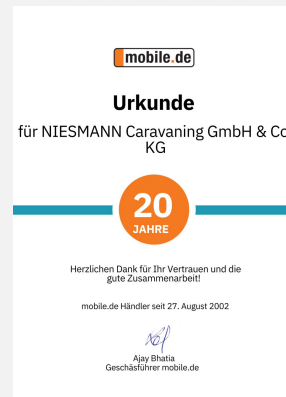 mobile.de
Urkunde
für NIESMANN Caravaning GmbH & Co
KG
20
JAHRE
Herzlichen Dank für Ihr Vertrauen und die
gute Zusammenarbeit!
mobile.de Händler seit 27. August 2002
Ajay Bhatia
Geschäsführer mobile.de